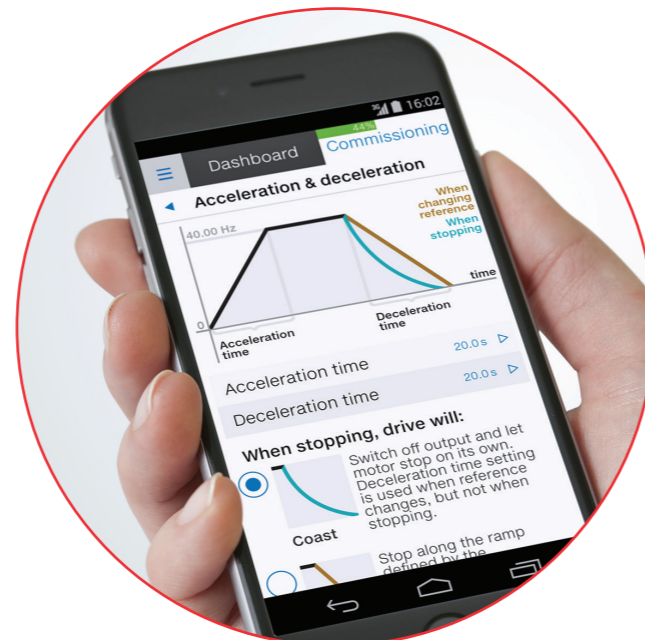 3G 16:02
44%
Dashboard
Commissioning
Acceleration & deceleration
40.00 Hz
When
changing
reference
When
stopping
time
0
Acceleration
time
Deceleration
time
Acceleration time 20.0 s
Deceleration time 20.0 s
When stopping, drive will:
Switch off output and let
motor stop on its own.
Deceleration time setting
is used when reference
changes, but not when
stopping.
Coast
Stop along the ramp
defined by the